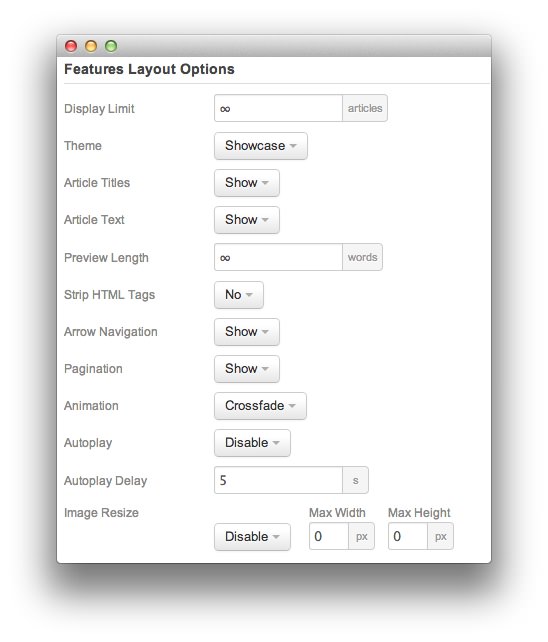 Features Layout Options
Display Limit ∞ articles
Theme Showcase
Article Titles Show
Article Text Show
Preview Length ∞ words
Strip HTML Tags No
Arrow Navigation Show
Pagination Show
Animation Crossfade
Autoplay Disable
Autoplay Delay 5 s
Image Resize Max Width Max Height
Disable 0 px 0 px